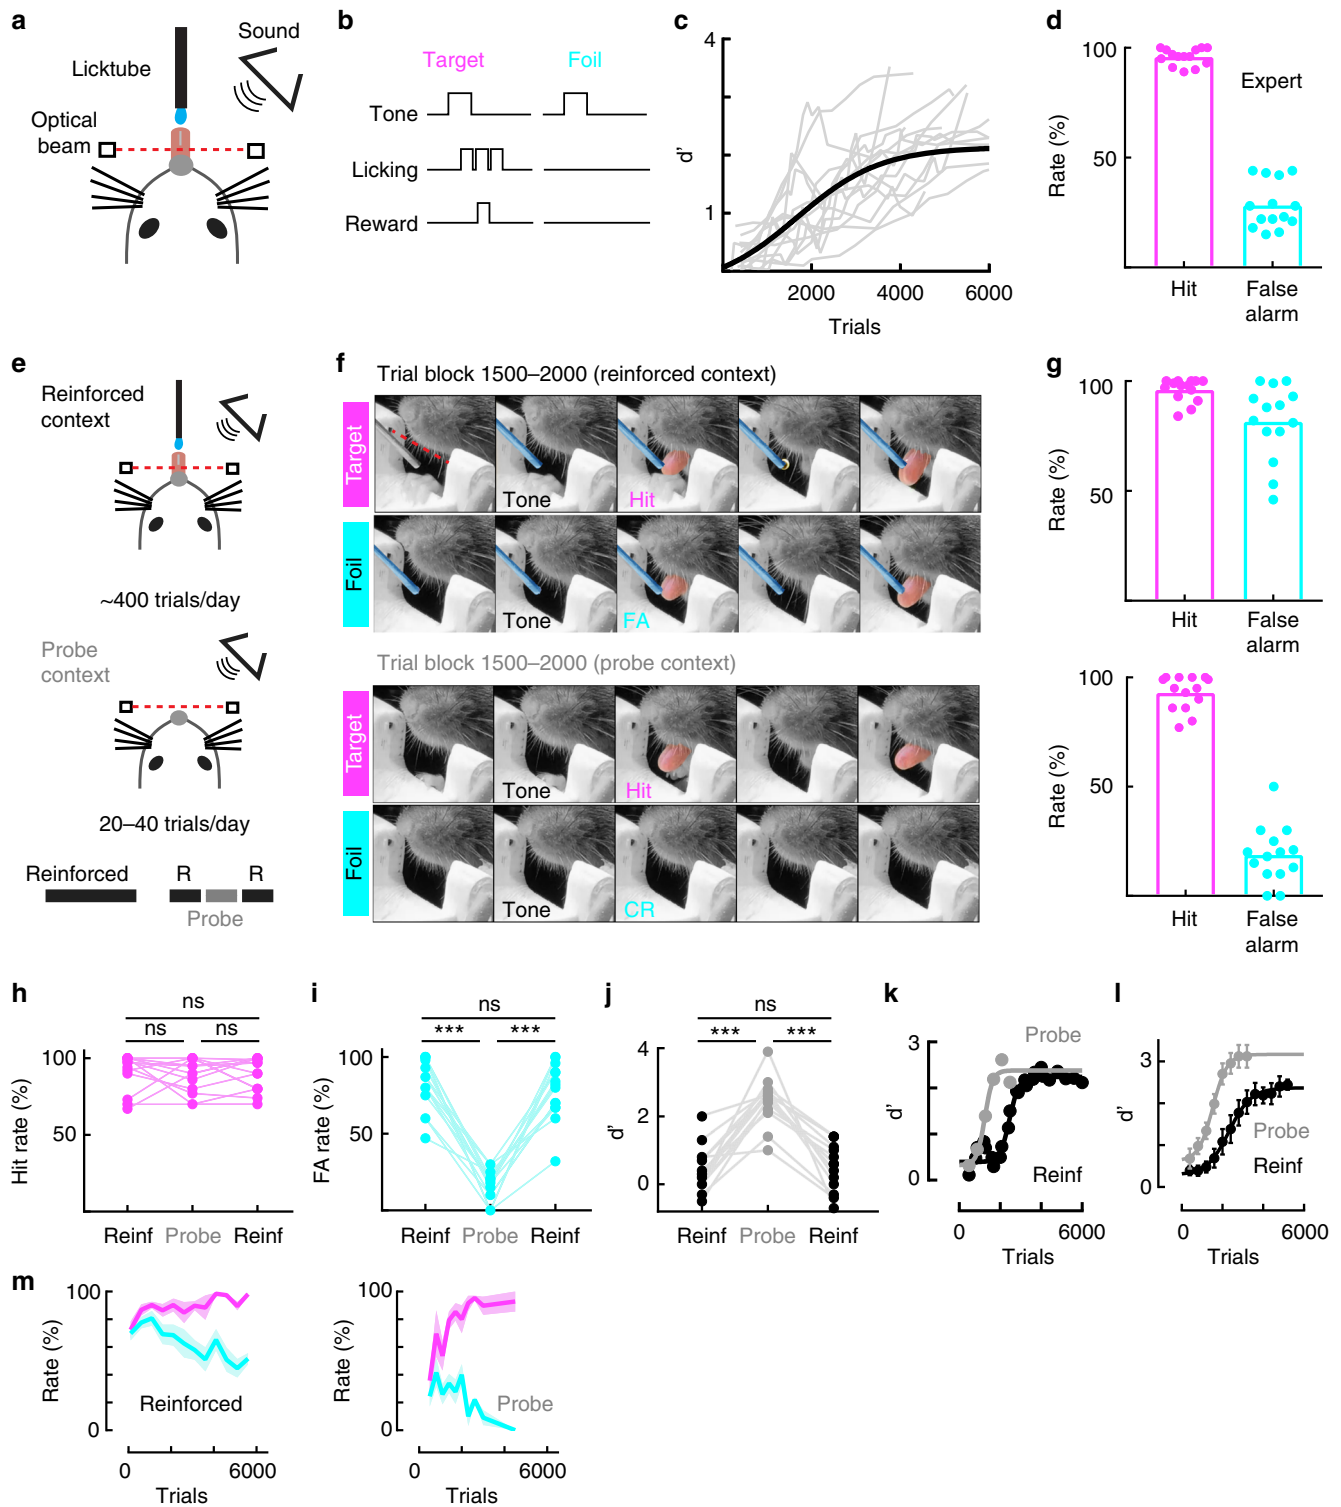 a
Sound
Licktube
Optical
beam
b
Target Foil
Tone
Licking
Reward
c
4
d'
1
2000 4000 6000
Trials
d
100
Expert
50
Rate (%)
Hit False
alarm
e
Reinforced
context
~400 trials/day
Probe
context
20–40 trials/day
Reinforced R R
Probe
f
Trial block 1500–2000 (reinforced context)
Target
Tone Hit
Foil
Tone FA
Trial block 1500–2000 (probe context)
Target
Tone Hit
Foil
Tone CR
g
100
50
Rate (%)
Hit False
alarm
100
50
Rate (%)
Hit False
alarm
h
ns
ns ns
100
50
Hit rate (%)
Reinf Probe Reinf
i
ns
*** ***
100
50
FA rate (%)
Reinf Probe Reinf
j
ns
*** ***
4
2
0
d'
Reinf Probe Reinf
k
Probe
3
d'
0
Reinf
0 6000
Trials
l
3
d'
Probe
Reinf
0
0 6000
Trials
m
100
Rate (%)
Reinforced
0
0 6000
Trials
100
Rate (%)
Probe
0
0 6000
Trials